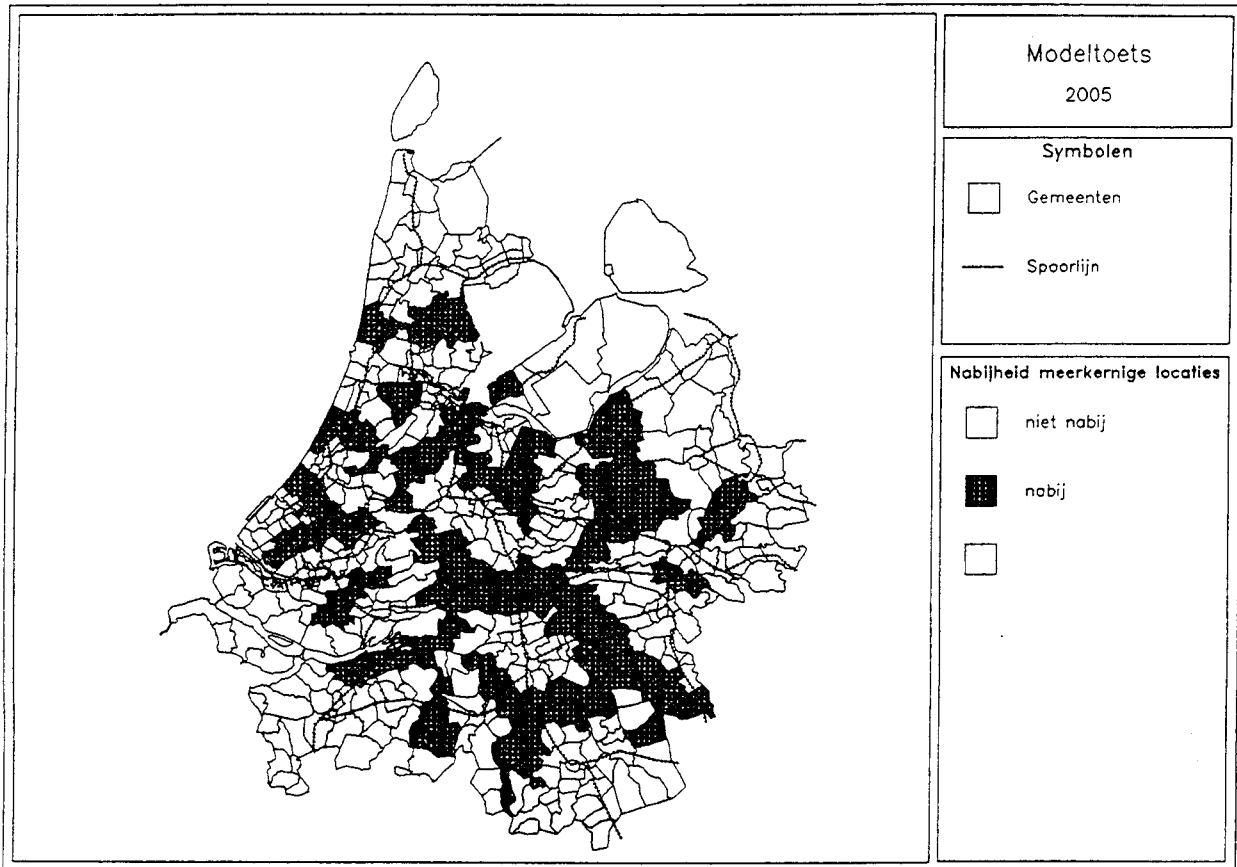 Modeltoets
2005
Symbolen
Gemeenten
Spoorlijn
Nabijheid meerkernige locaties
niet nabij
nabij